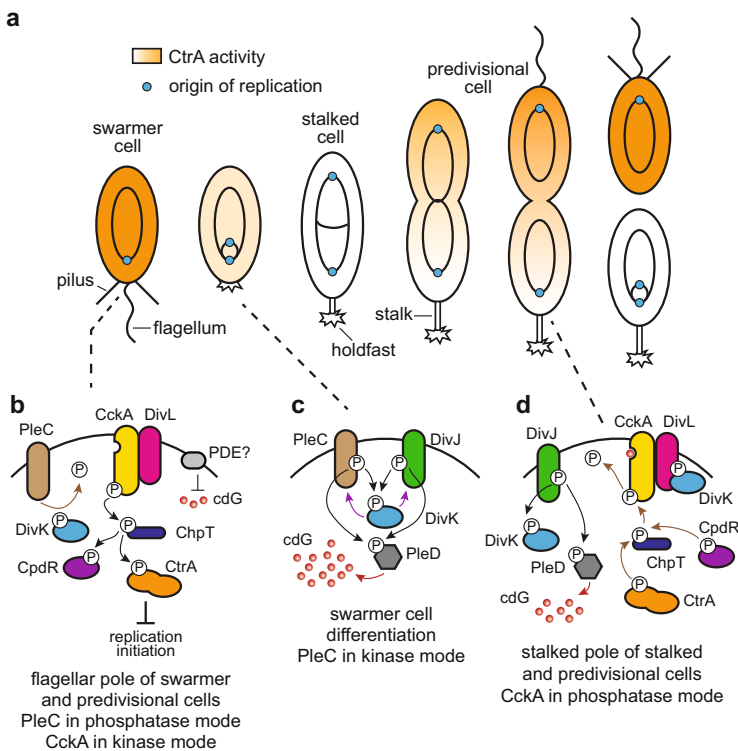 a
CtrA activity
origin of replication
swarmer
cell
stalked
cell
predivisional
cell
pilus
flagellum
holdfast
stalk
b
PleC
CckA
DivL
PDE?
P
P
cdG
P
DivK
P
ChpT
P
CpdR
P
CtrA
replication
initiation
flagellar pole of swarmer
and predivisional cells
PleC in phosphatase mode
CckA in kinase mode
c
PleC
DivJ
P
P
P
DivK
cdG
P
PleD
swarmer cell
differentiation
PleC in kinase mode
d
DivJ
CckA
DivL
P
P
P
P
DivK
P
DivK
P
CpdR
P
ChpT
P
PleD
P
CtrA
cdG
stalked pole of stalked
and predivisional cells
CckA in phosphatase mode